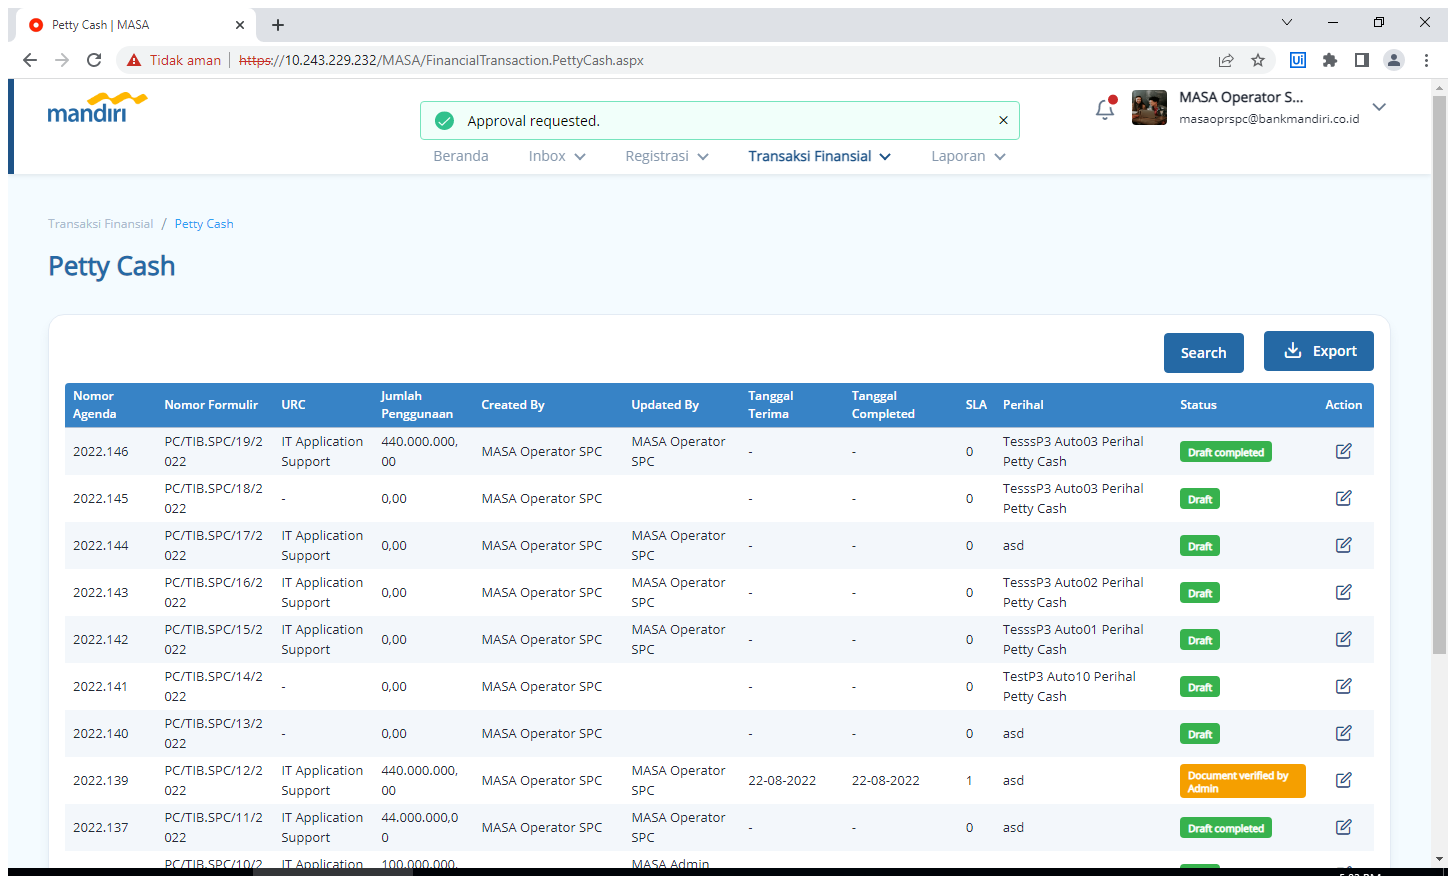 Petty Cash | MASA
Tidak aman
https://10.243.229.232/MASA/FinancialTransaction.PettyCash.aspx
mandiri
Approval requested.
MASA Operator S...
masaoprspc@bankmandiri.co.id
Beranda Inbox Registrasi Transaksi Finansial Laporan
Transaksi Finansial / Petty Cash
Petty Cash
Search Export
Nomor Agenda Nomor Formulir URC Jumlah Penggunaan Created By Updated By Tanggal Terima Tanggal Completed SLA Perihal Status Action
2022.146 PC/TIB.SPC/19/2022 IT Application Support 440.000.000,00 MASA Operator SPC MASA Operator SPC - - 0 TesssP3 Auto03 Perihal Petty Cash Draft completed
2022.145 PC/TIB.SPC/18/2022 - 0,00 MASA Operator SPC - - 0 TesssP3 Auto03 Perihal Petty Cash Draft
2022.144 PC/TIB.SPC/17/2022 IT Application Support 0,00 MASA Operator SPC MASA Operator SPC - - 0 asd Draft
2022.143 PC/TIB.SPC/16/2022 IT Application Support 0,00 MASA Operator SPC MASA Operator SPC - - 0 TesssP3 Auto02 Perihal Petty Cash Draft
2022.142 PC/TIB.SPC/15/2022 IT Application Support 0,00 MASA Operator SPC MASA Operator SPC - - 0 TesssP3 Auto01 Perihal Petty Cash Draft
2022.141 PC/TIB.SPC/14/2022 - 0,00 MASA Operator SPC - - 0 TestP3 Auto10 Perihal Petty Cash Draft
2022.140 PC/TIB.SPC/13/2022 - 0,00 MASA Operator SPC - - 0 asd Draft
2022.139 PC/TIB.SPC/12/2022 IT Application Support 440.000.000,00 MASA Operator SPC MASA Operator SPC 22-08-2022 22-08-2022 1 asd Document verified by Admin
2022.137 PC/TIB.SPC/11/2022 IT Application Support 44.000.000,00 MASA Operator SPC MASA Operator SPC - - 0 asd Draft completed
PC/TIB.SPC/10/2 IT Application 100.000.000, MASA Admin